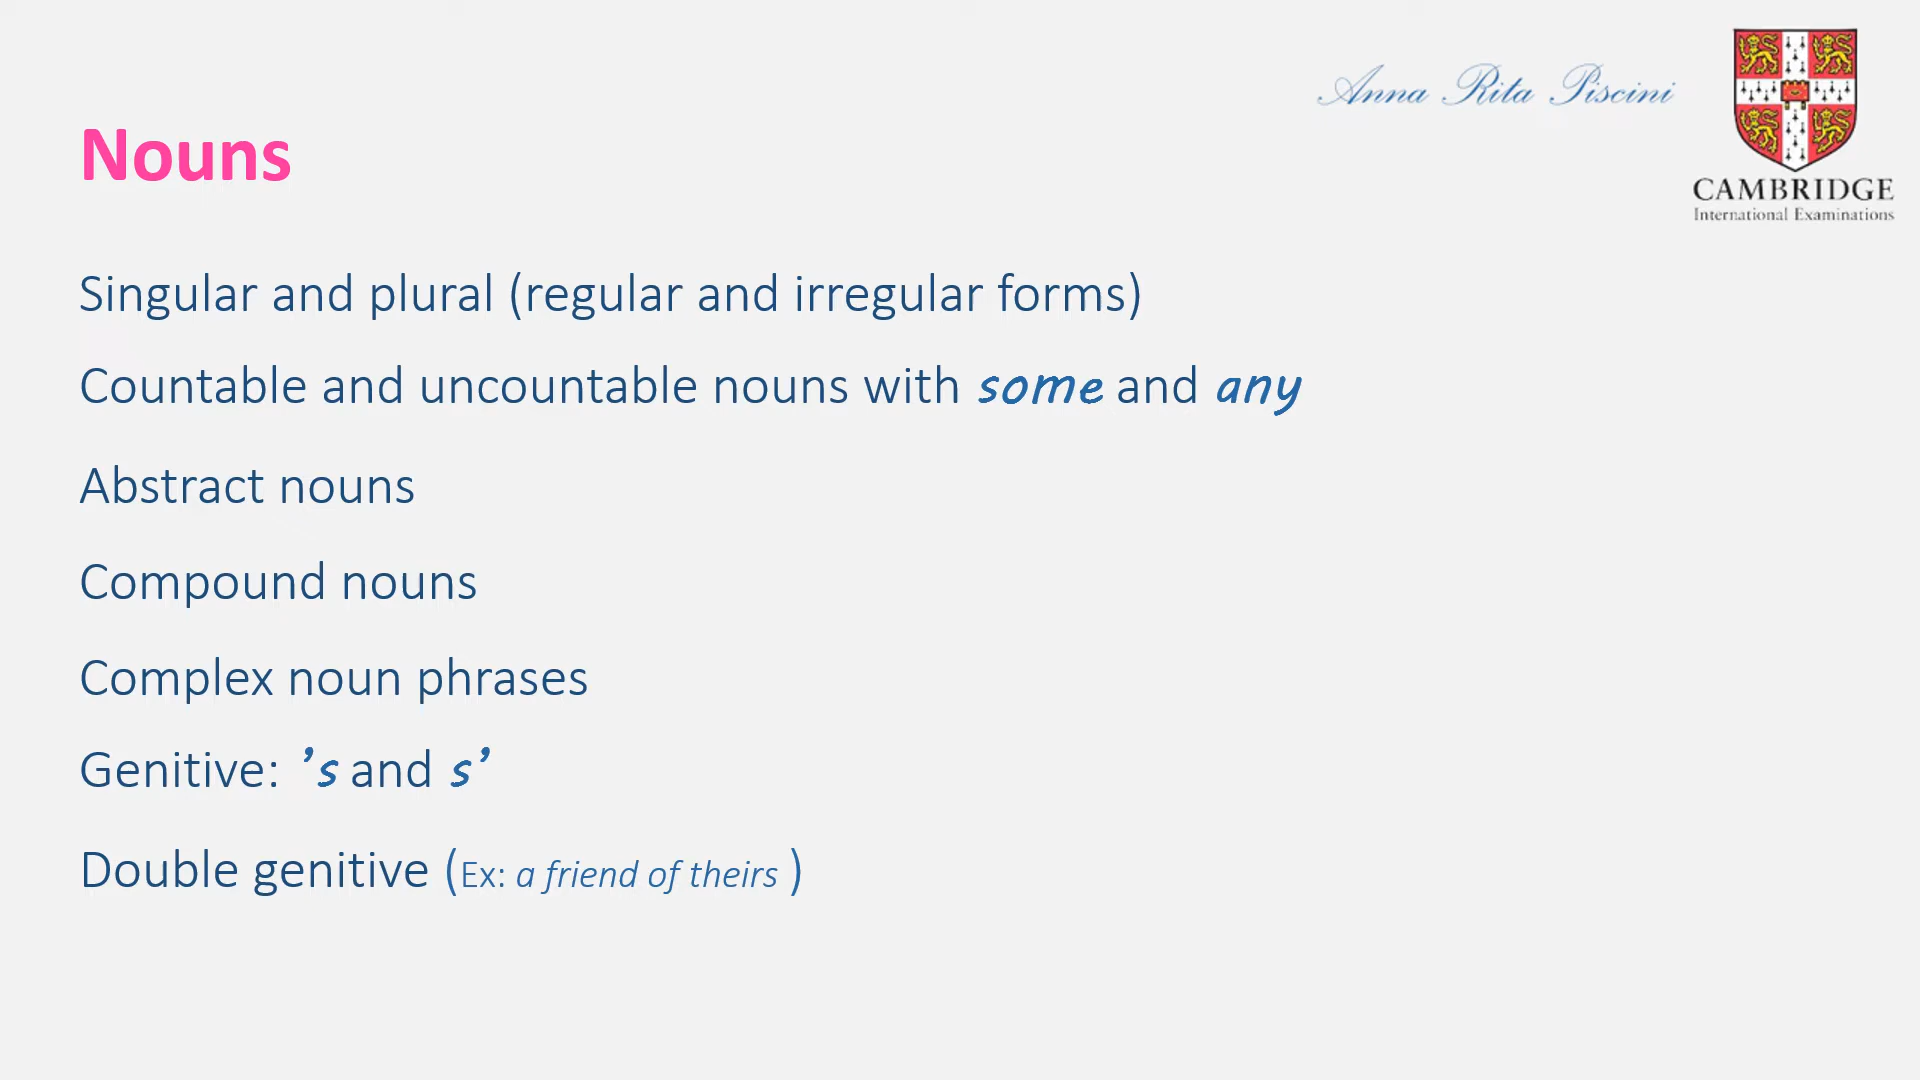 Anna Rita Piscini
CAMBRIDGE
International Examinations
Nouns
Singular and plural (regular and irregular forms)
Countable and uncountable nouns with some and any
Abstract nouns
Compound nouns
Complex noun phrases
Genitive: ’s and s’
Double genitive (Ex: a friend of theirs )